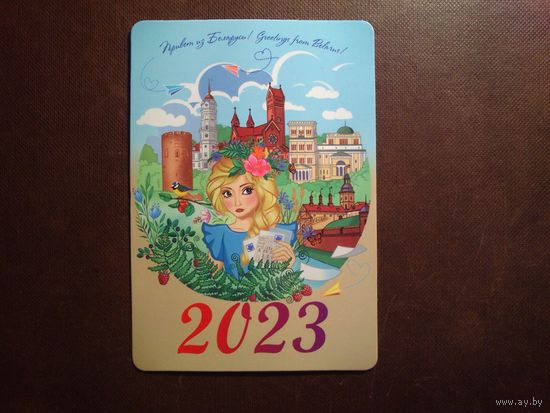 Привет из Беларуси! Greetings from Belarus!
2023
www.ay.by